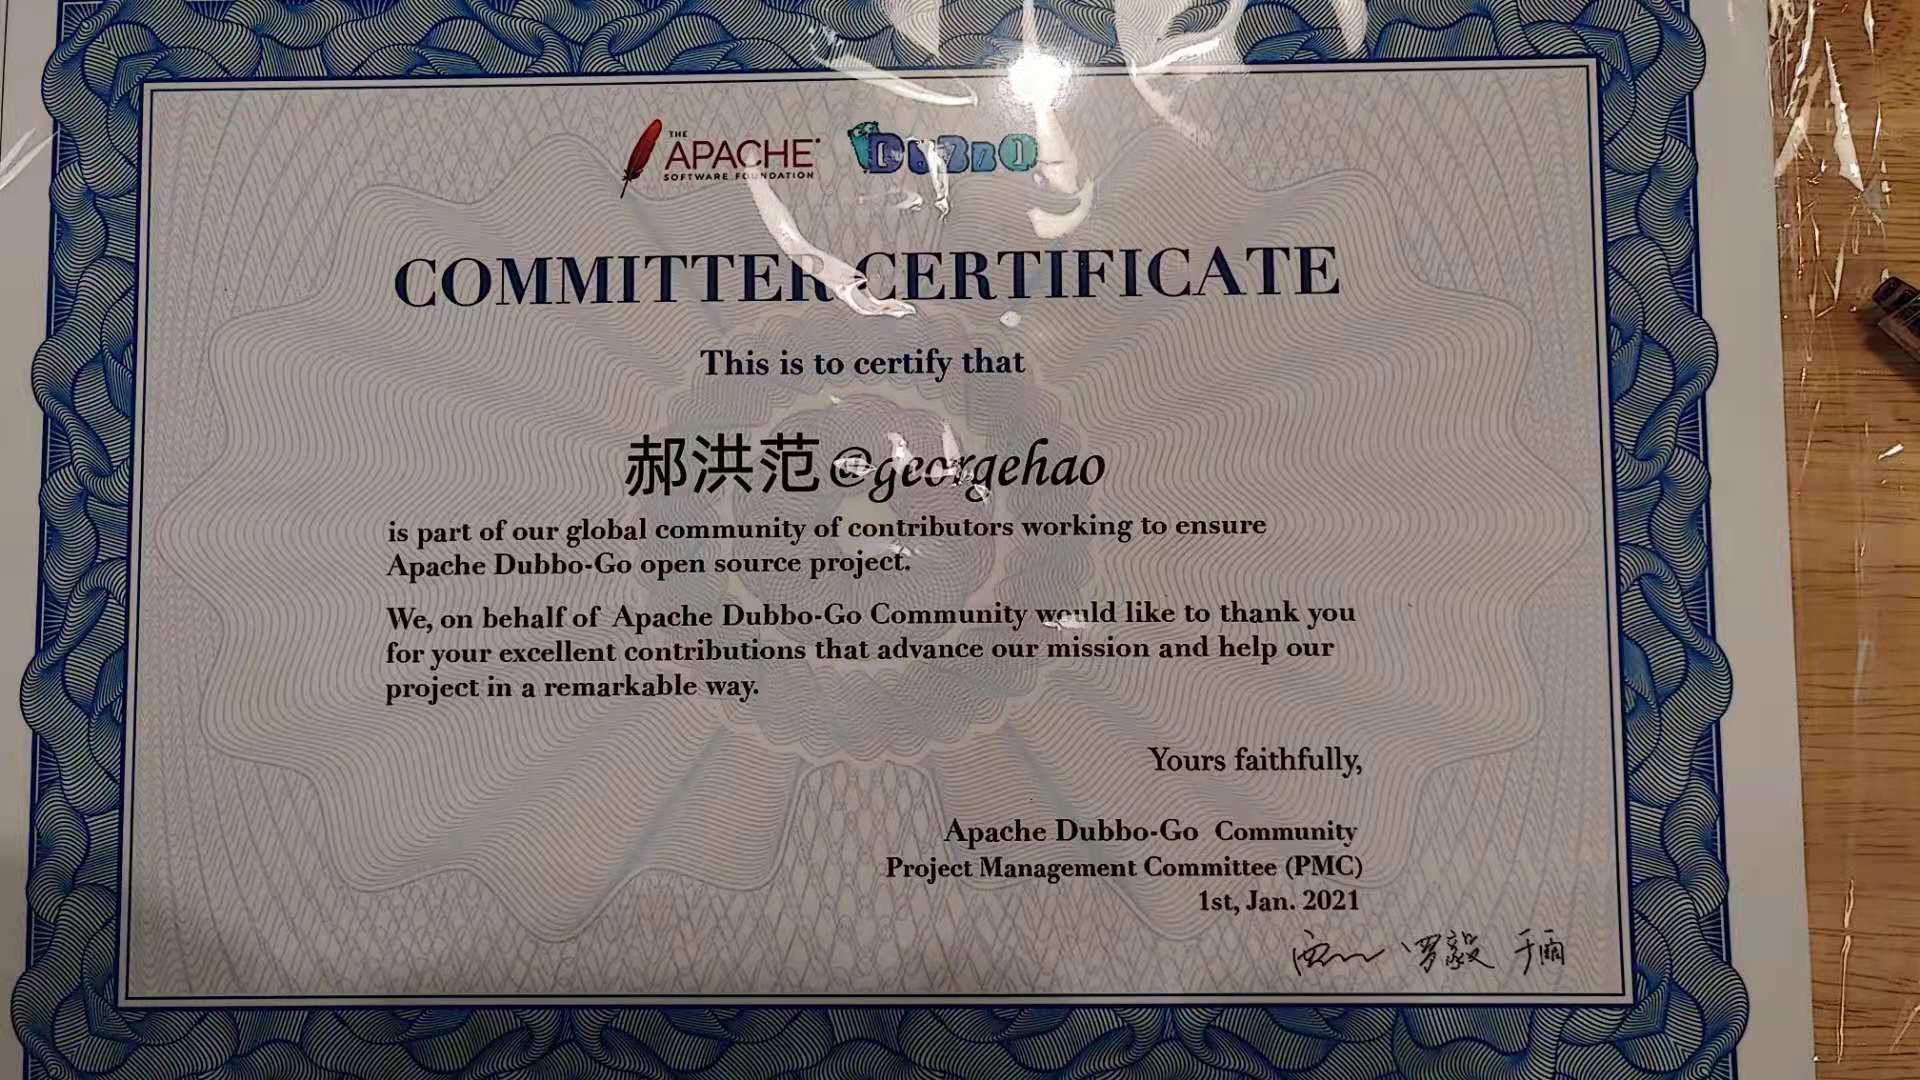 THE
APACHE
SOFTWARE FOUNDATION
DUBBO
COMMITTER CERTIFICATE
This is to certify that
郝洪范@georgehao
is part of our global community of contributors working to ensure
Apache Dubbo-Go open source project.
We, on behalf of Apache Dubbo-Go Community would like to thank you
for your excellent contributions that advance our mission and help our
project in a remarkable way.
Yours faithfully,
Apache Dubbo-Go Community
Project Management Committee (PMC)
1st, Jan. 2021
罗毅 于雨